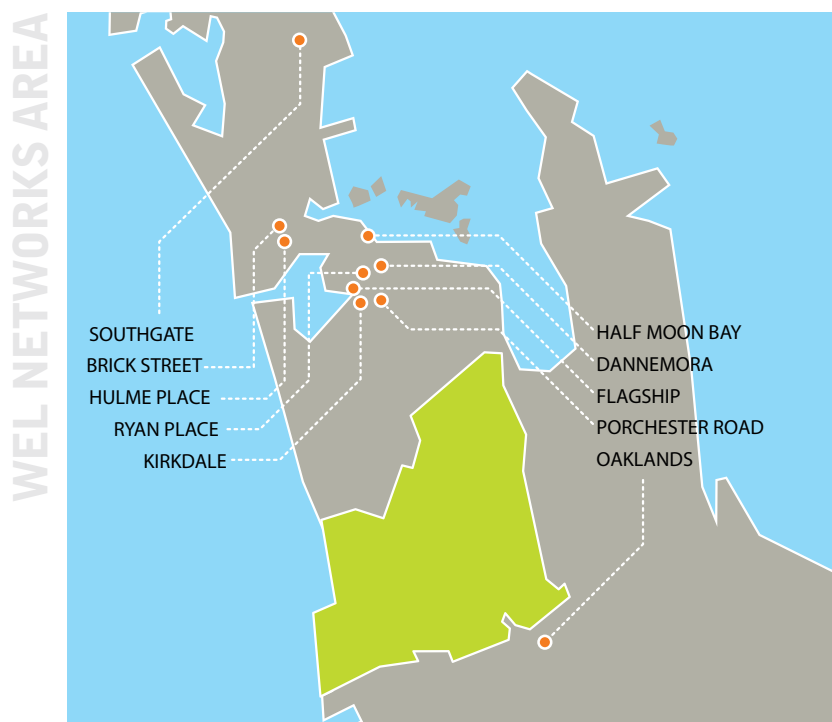 WEL NETWORKS AREA
SOUTHGATE
BRICK STREET
HULME PLACE
RYAN PLACE
KIRKDALE
HALF MOON BAY
DANNEMORA
FLAGSHIP
PORCHESTER ROAD
OAKLANDS